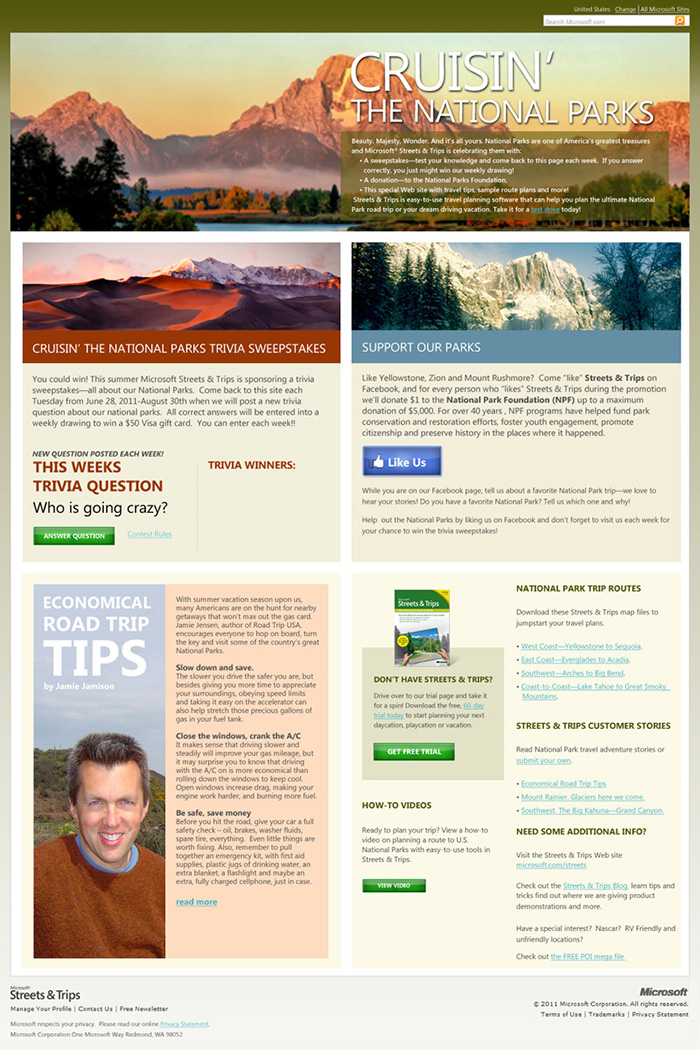 United States Change | All Microsoft Sites
Search Microsoft.com
CRUISIN'
THE NATIONAL PARKS
Beauty. Majesty. Wonder. And it's all yours. National Parks are one of America's greatest treasures
and Microsoft® Streets & Trips is celebrating them with:
• A sweepstakes—test your knowledge and come back to this page each week. If you answer
correctly, you just might win our weekly drawing!
• A donation—to the National Parks Foundation.
• This special Web site with travel tips, sample route plans and more!
Streets & Trips is easy-to-use travel planning software that can help you plan the ultimate National
Park road trip or your dream driving vacation. Take it for a test drive today!
CRUISIN' THE NATIONAL PARKS TRIVIA SWEEPSTAKES
You could win! This summer Microsoft Streets & Trips is sponsoring a trivia
sweepstakes—all about our National Parks. Come back to this site each
Tuesday from June 28, 2011-August 30th when we will post a new trivia
question about our national parks. All correct answers will be entered into a
weekly drawing to win a $50 Visa gift card. You can enter each week!!
NEW QUESTION POSTED EACH WEEK!
THIS WEEKS
TRIVIA QUESTION
Who is going crazy?
ANSWER QUESTION
Contest Rules
TRIVIA WINNERS:
SUPPORT OUR PARKS
Like Yellowstone, Zion and Mount Rushmore? Come "like" Streets & Trips on
Facebook, and for every person who "likes" Streets & Trips during the promotion
we'll donate $1 to the National Park Foundation (NPF) up to a maximum
donation of $5,000. For over 40 years , NPF programs have helped fund park
conservation and restoration efforts, foster youth engagement, promote
citizenship and preserve history in the places where it happened.
Like Us
While you are on our Facebook page, tell us about a favorite National Park trip—we love to
hear your stories! Do you have a favorite National Park? Tell us which one and why!
Help out the National Parks by liking us on Facebook and don't forget to visit us each week for
your chance to win the trivia sweepstakes!
ECONOMICAL
ROAD TRIP
TIPS
by Jamie Jamison
With summer vacation season upon us,
many Americans are on the hunt for nearby
getaways that won't max out the gas card.
Jamie Jensen, author of Road Trip USA,
encourages everyone to hop on board, turn
the key and visit some of the country's great
National Parks.
Slow down and save.
The slower you drive the safer you are, but
besides giving you more time to appreciate
your surroundings, obeying speed limits
and taking it easy on the accelerator can
also help stretch those precious gallons of
gas in your fuel tank.
Close the windows, crank the A/C
It makes sense that driving slower and
steadily will improve your gas mileage, but
it may surprise you to know that driving
with the A/C on is more economical than
rolling down the windows to keep cool.
Open windows increase drag, making your
engine work harder, and burning more fuel.
Be safe, save money
Before you hit the road, give your car a full
safety check – oil, brakes, washer fluids,
spare tire, everything. Even little things are
worth fixing. Also, remember to pull
together an emergency kit, with first aid
supplies, plastic jugs of drinking water, an
extra blanket, a flashlight and maybe an
extra, fully charged cellphone, just in case.
read more
Streets & Trips
DON'T HAVE STREETS & TRIPS?
Drive over to our trial page and take it
for a spin! Download the free, 60-day
trial today to start planning your next
daycation, playcation or vacation.
GET FREE TRIAL
HOW-TO VIDEOS
Ready to plan your trip? View a how-to
video on planning a route to U.S.
National Parks with easy-to-use tools in
Streets & Trips.
VIEW VIDEO
NATIONAL PARK TRIP ROUTES
Download these Streets & Trip map files to
jumpstart your travel plans.
• West Coast—Yellowstone to Sequoia.
• East Coast—Everglades to Acadia.
• Southwest—Arches to Big Bend.
• Coast-to-Coast—Lake Tahoe to Great Smoky
Mountains.
STREETS & TRIPS CUSTOMER STORIES
Read National Park travel adventure stories or
submit your own.
• Economical Road Trip Tips
• Mount Rainier. Glaciers here we come.
• Southwest. The Big Kahuna—Grand Canyon.
NEED SOME ADDITIONAL INFO?
Visit the Streets & Trips Web site
microsoft.com/streets
Check out the Streets & Trips Blog, learn tips and
tricks find out where we are giving product
demonstrations and more.
Have a special interest? Nascar? RV Friendly and
unfriendly locations?
Check out the FREE POI mega file
Microsoft®
Streets & Trips
Manage Your Profile | Contact Us | Free Newsletter
Microsoft respects your privacy. Please read our online Privacy Statement.
Microsoft Corporation One Microsoft Way Redmond, WA 98052
Microsoft
© 2011 Microsoft Corporation. All rights reserved.
Terms of Use | Trademarks | Privacy Statement